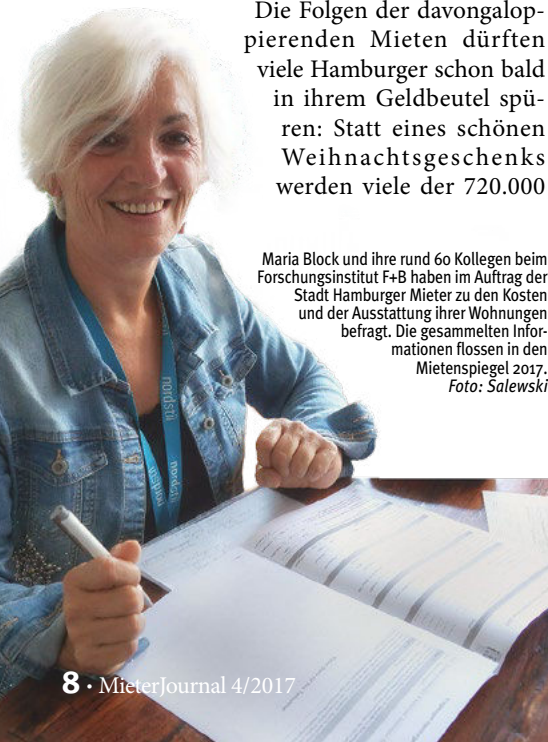 Die Folgen der davongalop-
pierenden Mieten dürften
viele Hamburger schon bald
in ihrem Geldbeutel spü-
ren: Statt eines schönen
Weihnachtsgeschenks
werden viele der 720.000
Maria Block und ihre rund 60 Kollegen beim
Forschungsinstitut F+B haben im Auftrag der
Stadt Hamburger Mieter zu den Kosten
und der Ausstattung ihrer Wohnungen
befragt. Die gesammelten Infor-
mationen flossen in den
Mietenspiegel 2017.
Foto: Salewski
nordstil
8 · MieterJournal 4/2017